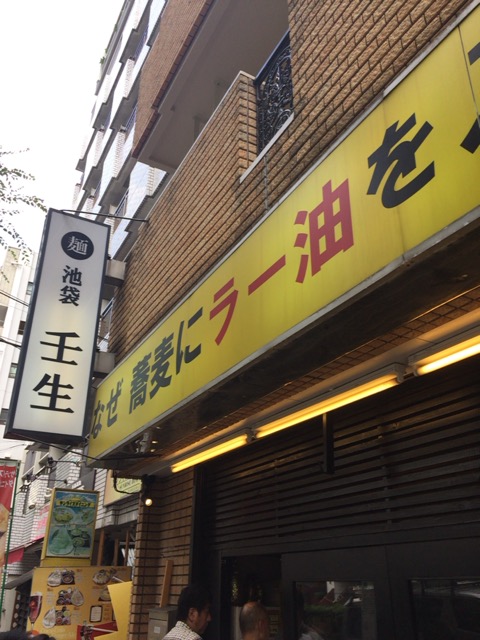 麺
池袋
壬生
なぜ蕎麦にラー油を